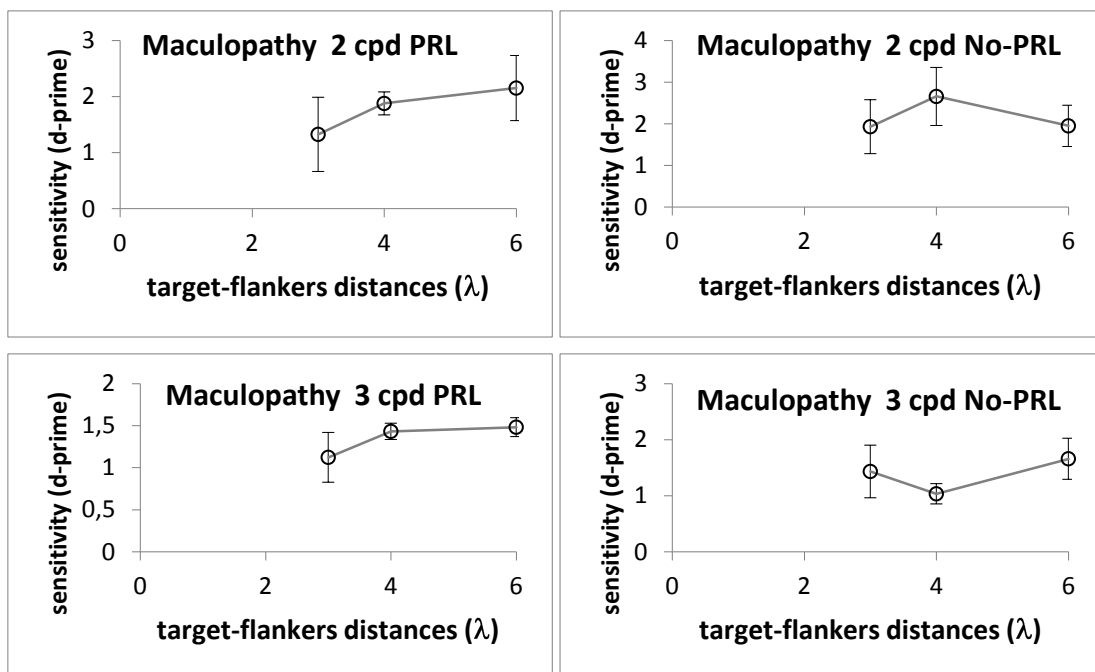 Maculopathy 2 cpd PRL
sensitivity (d-prime)
3
2
1
0
0 2 4 6
target-flankers distances (λ)
Maculopathy 2 cpd No-PRL
sensitivity (d-prime)
4
3
2
1
0
0 2 4 6
target-flankers distances (λ)
Maculopathy 3 cpd PRL
sensitivity (d-prime)
2
1,5
1
0,5
0
0 2 4 6
target-flankers distances (λ)
Maculopathy 3 cpd No-PRL
sensitivity (d-prime)
3
2
1
0
0 2 4 6
target-flankers distances (λ)